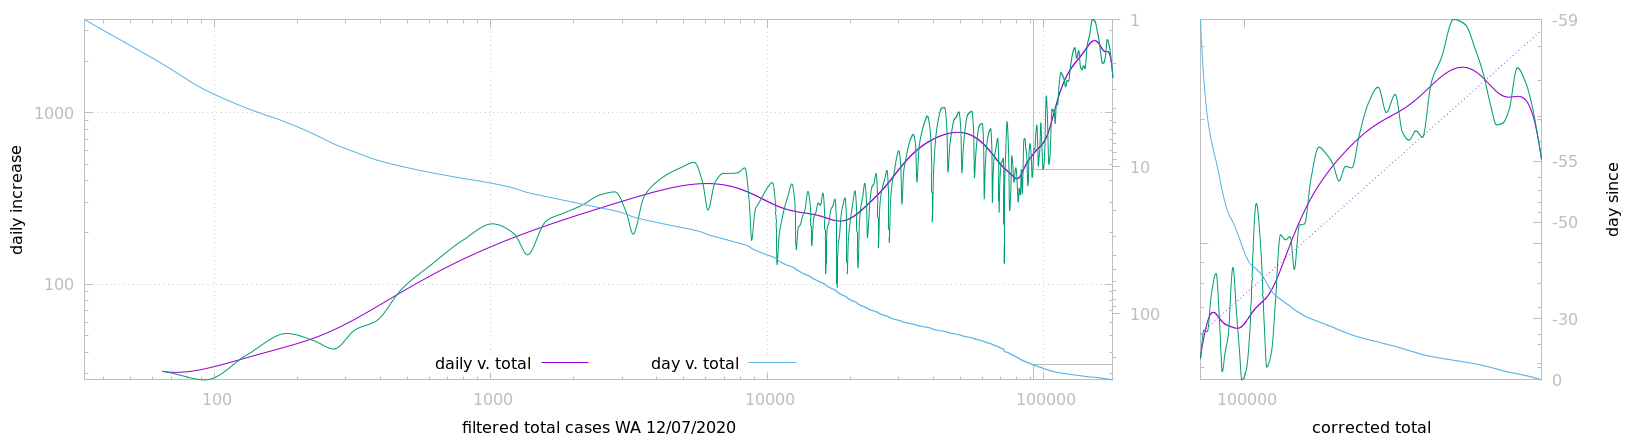 daily increase
1000
100
100
1000
10000
100000
1
10
100
daily v. total
day v. total
filtered total cases WA 12/07/2020
-59
-55
-50
-30
0
day since
100000
corrected total